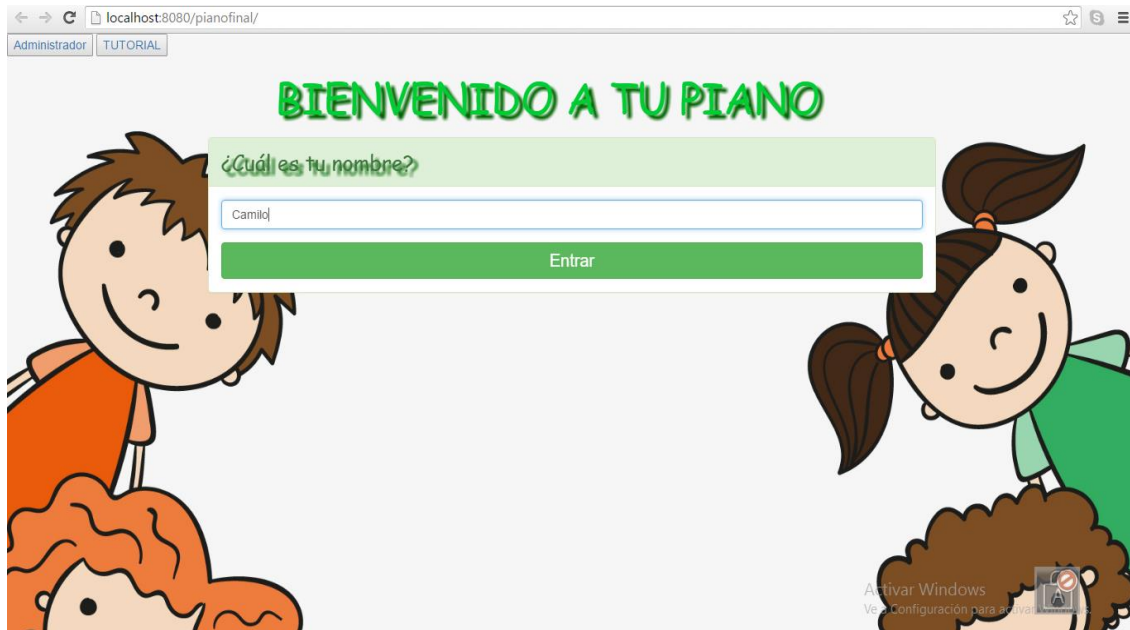 localhost:8080/pianofinal/
Administrador TUTORIAL
BIENVENIDO A TU PIANO
¿Cuál es tu nombre?
Camilo
Entrar
Activar Windows
Ve a Configuración para activar Windows.
A